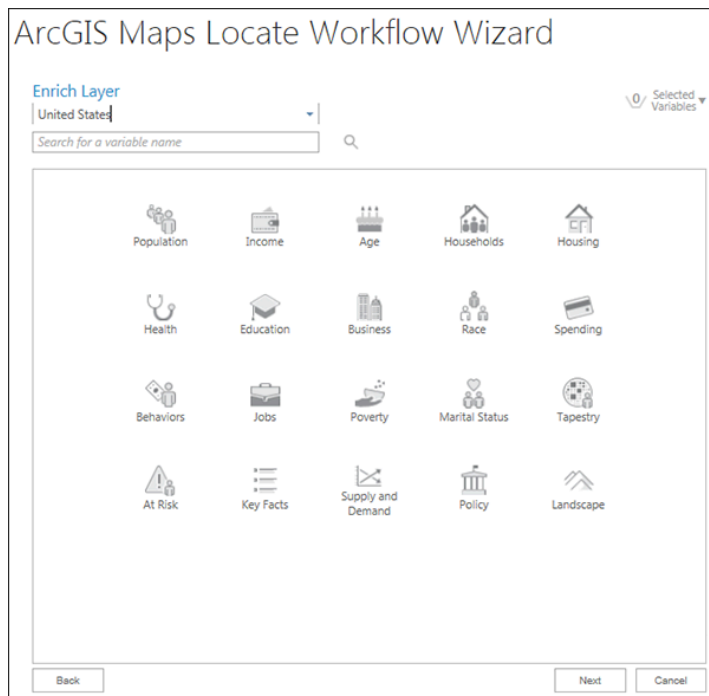 ArcGIS Maps Locate Workflow Wizard
Enrich Layer
United States
0 Selected
Variables
Search for a variable name
Population Income Age Households Housing
Health Education Business Race Spending
Behaviors Jobs Poverty Marital Status Tapestry
At Risk Key Facts Supply and Policy Landscape
Demand
Back Next Cancel